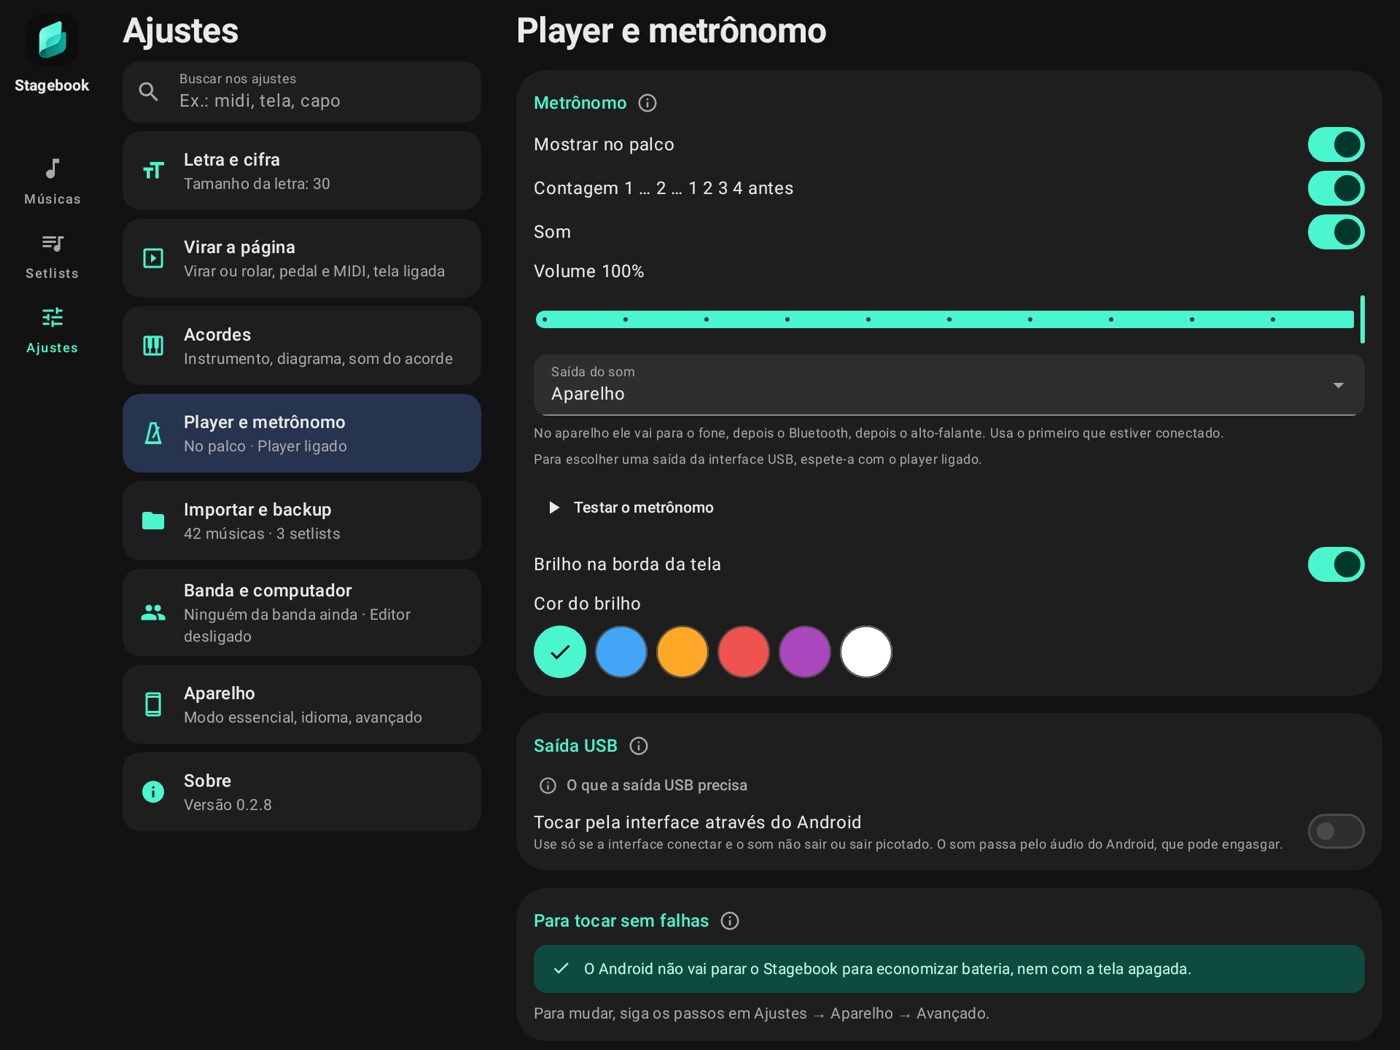 Stagebook
Músicas
Setlists
Ajustes
Ajustes
Buscar nos ajustes
Ex.: midi, tela, capo
Letra e cifra
Tamanho da letra: 30
Virar a página
Virar ou rolar, pedal e MIDI, tela ligada
Acordes
Instrumento, diagrama, som do acorde
Player e metrônomo
No palco · Player ligado
Importar e backup
42 músicas · 3 setlists
Banda e computador
Ninguém da banda ainda · Editor
desligado
Aparelho
Modo essencial, idioma, avançado
Sobre
Versão 0.2.8
Player e metrônomo
Metrônomo
Mostrar no palco
Contagem 1 … 2 … 1 2 3 4 antes
Som
Volume 100%
Saída do som
Aparelho
No aparelho ele vai para o fone, depois o Bluetooth, depois o alto-falante. Usa o primeiro que estiver conectado.
Para escolher uma saída da interface USB, espete-a com o player ligado.
Testar o metrônomo
Brilho na borda da tela
Cor do brilho
Saída USB
O que a saída USB precisa
Tocar pela interface através do Android
Use só se a interface conectar e o som não sair ou sair picotado. O som passa pelo áudio do Android, que pode engasgar.
Para tocar sem falhas
O Android não vai parar o Stagebook para economizar bateria, nem com a tela apagada.
Para mudar, siga os passos em Ajustes → Aparelho → Avançado.